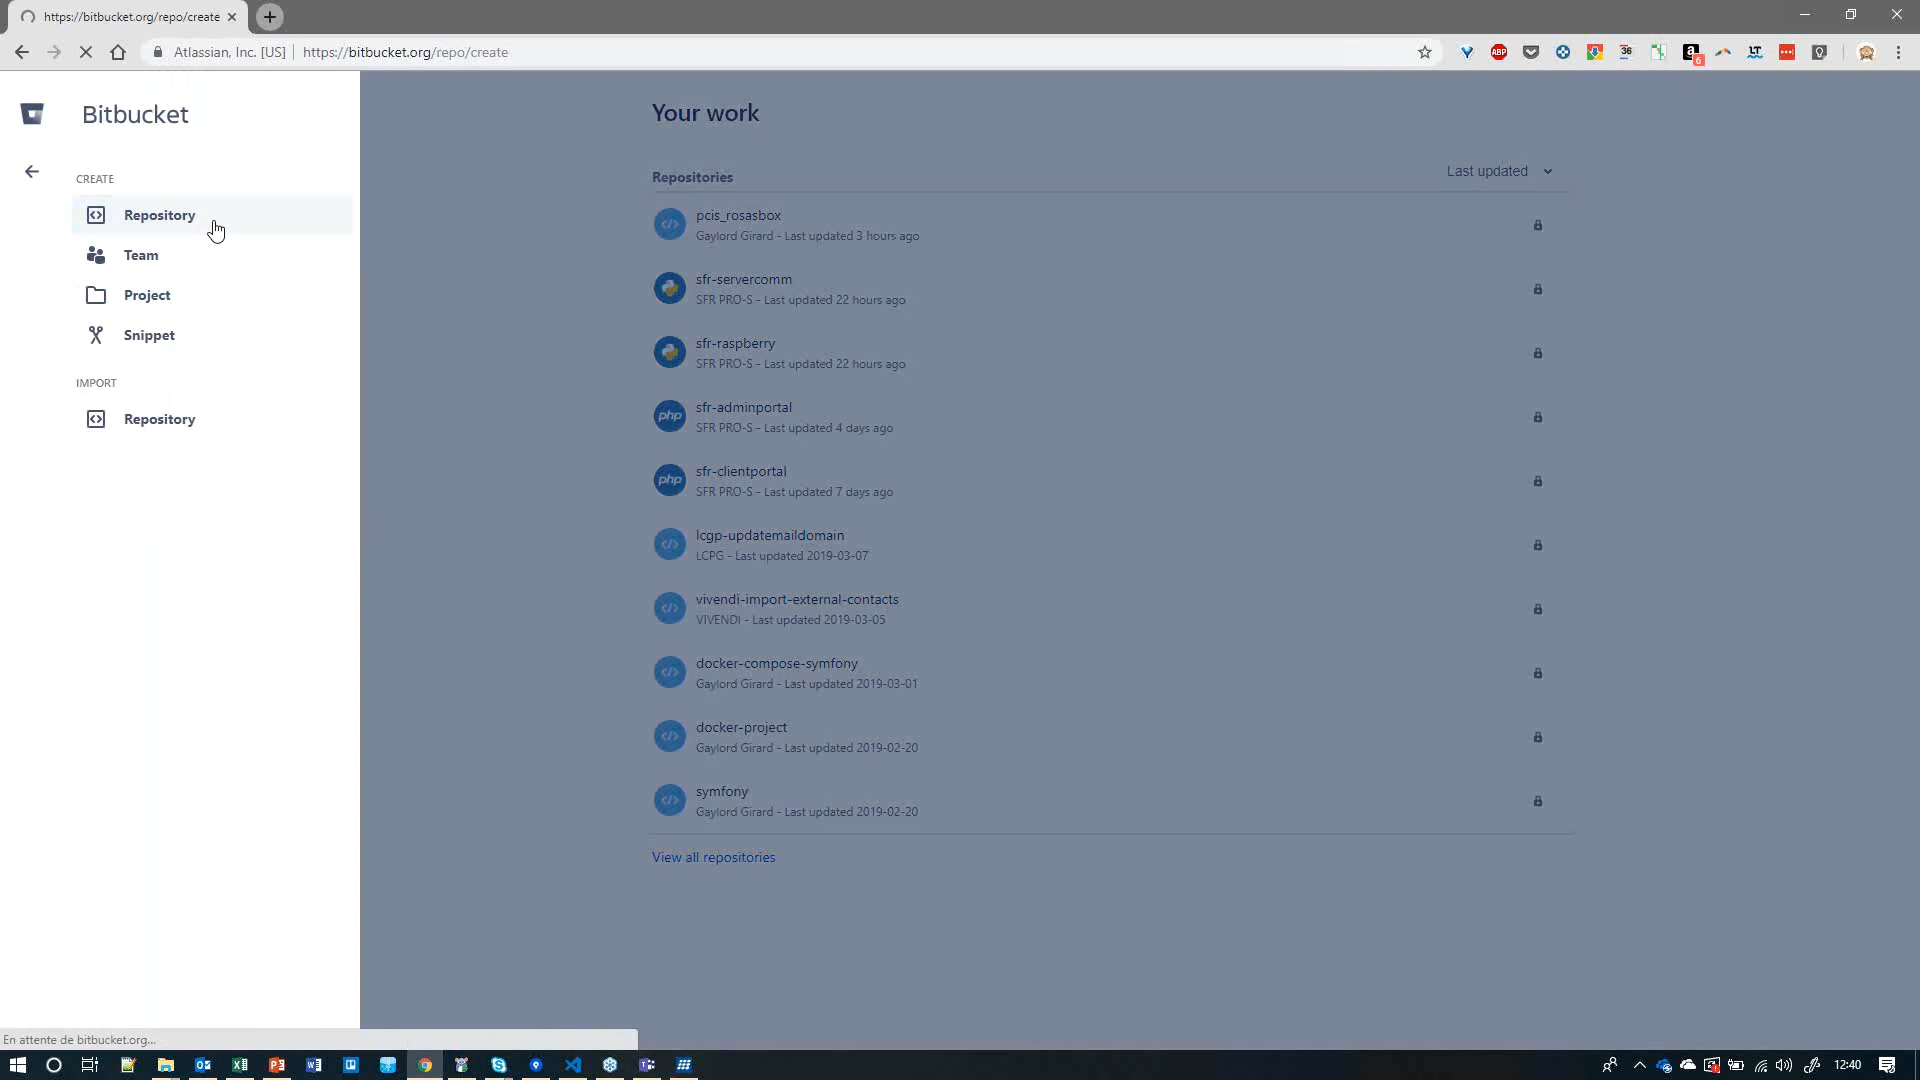 https://bitbucket.org/repo/create
Atlassian, Inc. [US] https://bitbucket.org/repo/create
ABP 36 a 6 LT
Bitbucket
CREATE
Repository
Team
Project
Snippet
IMPORT
Repository
Your work
Repositories Last updated
pcis_rosasbox
Gaylord Girard - Last updated 3 hours ago
sfr-servercomm
SFR PRO-S - Last updated 22 hours ago
sfr-raspberry
SFR PRO-S - Last updated 22 hours ago
php sfr-adminportal
SFR PRO-S - Last updated 4 days ago
php sfr-clientportal
SFR PRO-S - Last updated 7 days ago
lcgp-updatemaildomain
LCPG - Last updated 2019-03-07
vivendi-import-external-contacts
VIVENDI - Last updated 2019-03-05
docker-compose-symfony
Gaylord Girard - Last updated 2019-03-01
docker-project
Gaylord Girard - Last updated 2019-02-20
symfony
Gaylord Girard - Last updated 2019-02-20
View all repositories
En attente de bitbucket.org...
12:40